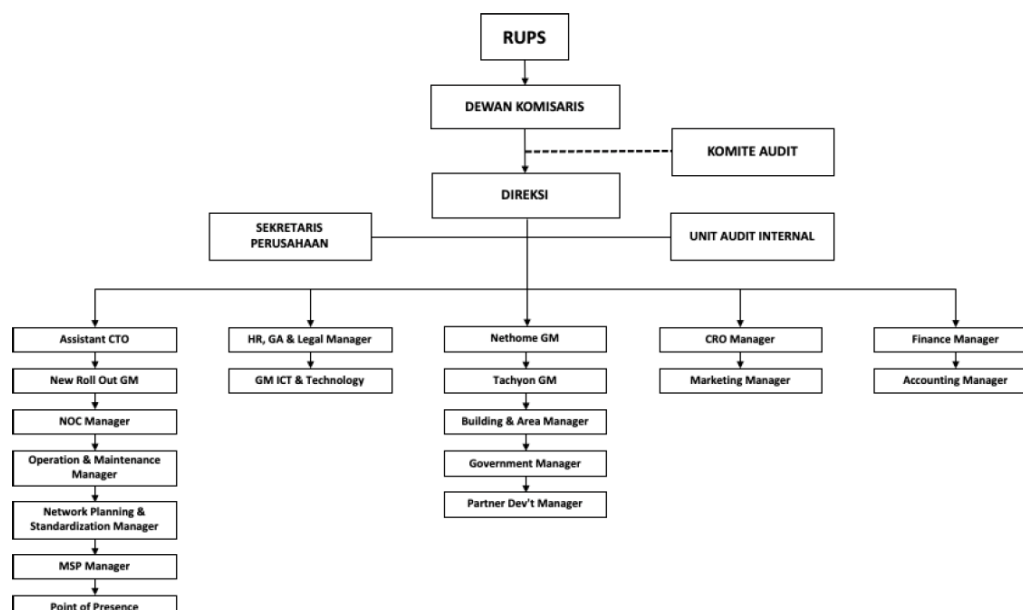 RUPS
DEWAN KOMISARIS
KOMITE AUDIT
DIREKSI
SEKRETARIS
PERUSAHAAN
UNIT AUDIT INTERNAL
Assistant CTO
HR, GA & Legal Manager
Nethome GM
CRO Manager
Finance Manager
New Roll Out GM
GM ICT & Technology
Tachyon GM
Marketing Manager
Accounting Manager
NOC Manager
Building & Area Manager
Operation & Maintenance
Manager
Government Manager
Network Planning &
Standardization Manager
Partner Dev't Manager
MSP Manager
Point of Presence